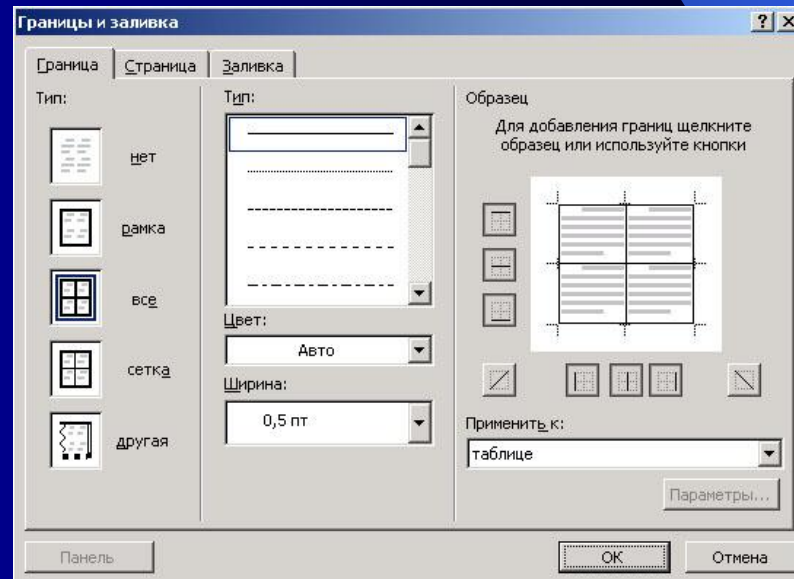 Границы и заливка
Граница
Страница
Заливка
Тип:
нет
рамка
все
сетка
другая
Тип:
Цвет:
Авто
Ширина:
0,5 пт
Образец
Для добавления границ щелкните
образец или используйте кнопки
Применить к:
таблице
Параметры...
Панель
ОК
Отмена